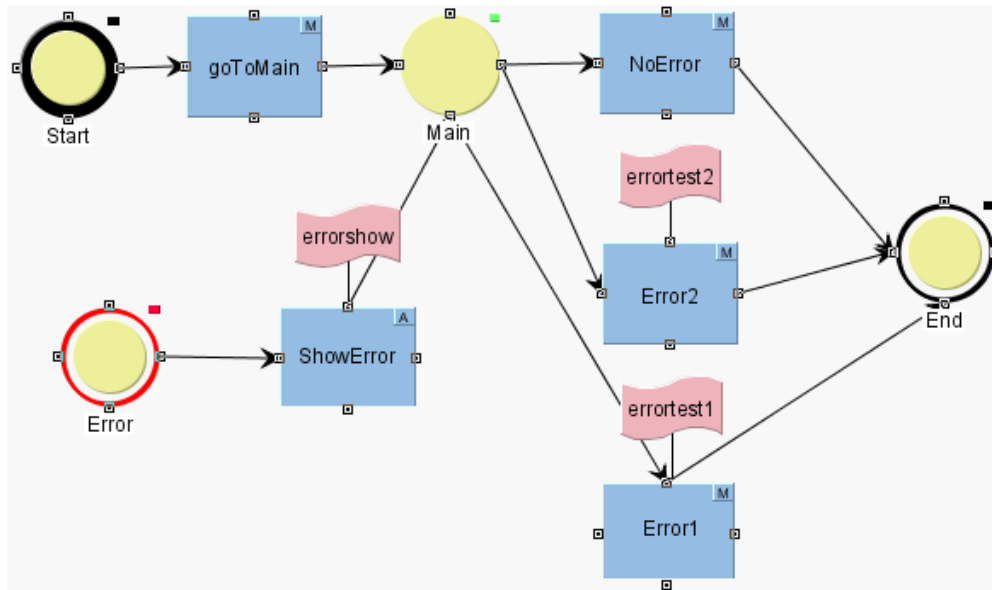 M
goToMain
Start
Main
M
NoError
errortest2
errorshow
M
Error2
End
A
ShowError
Error
errortest1
M
Error1